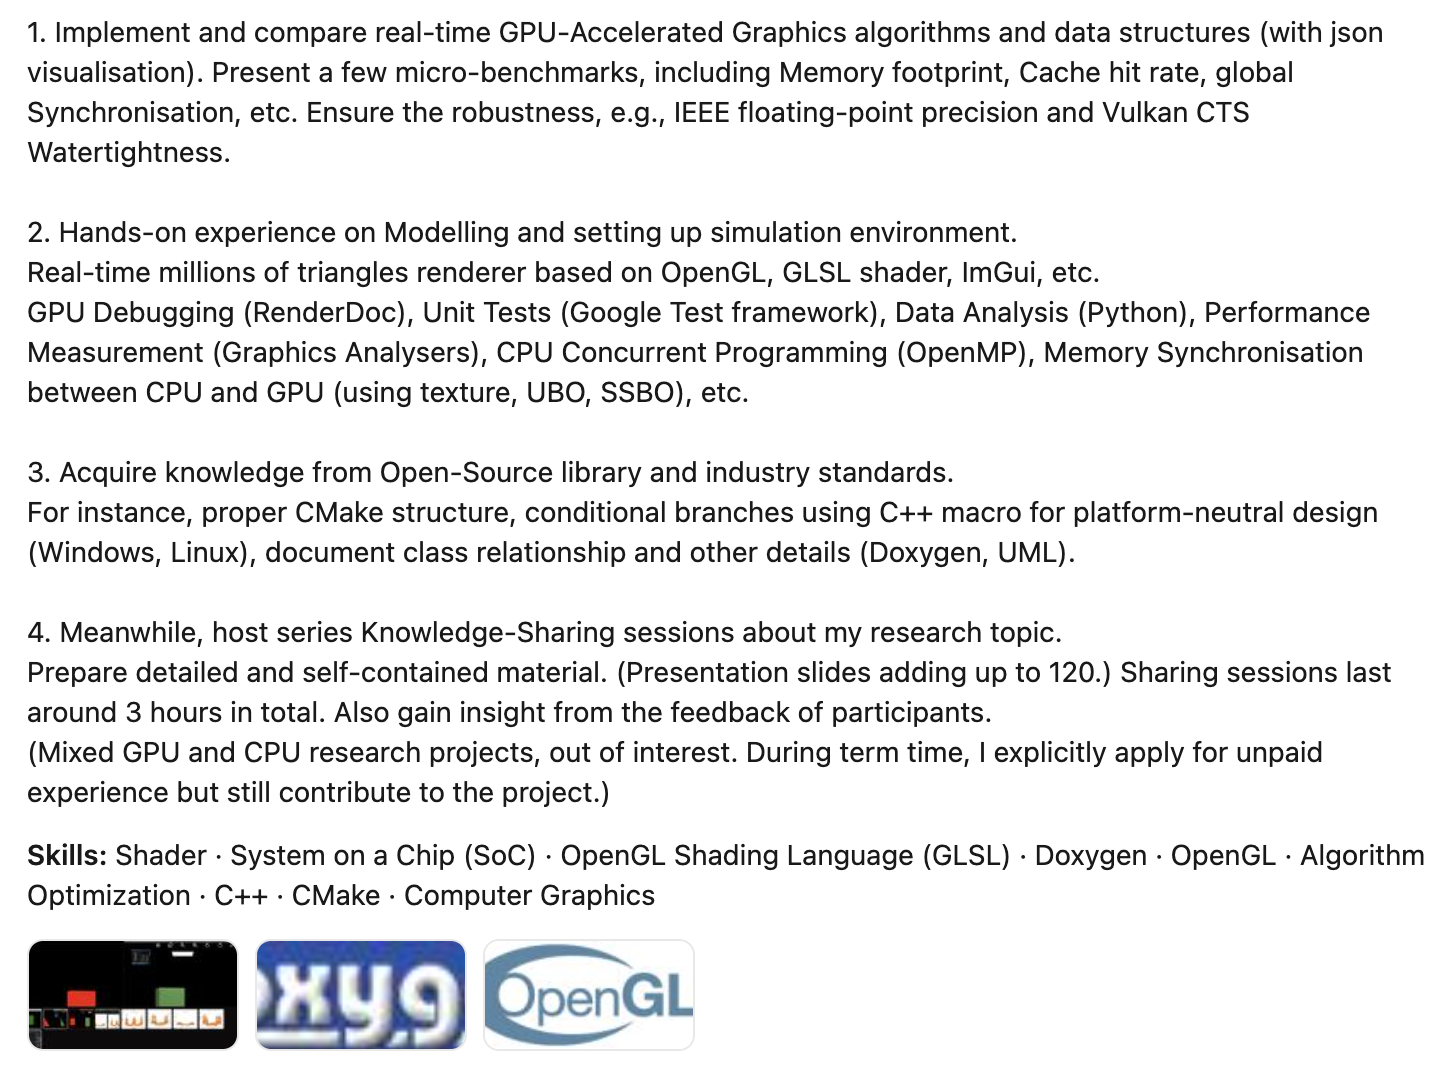 1. Implement and compare real-time GPU-Accelerated Graphics algorithms and data structures (with json
visualisation). Present a few micro-benchmarks, including Memory footprint, Cache hit rate, global
Synchronisation, etc. Ensure the robustness, e.g., IEEE floating-point precision and Vulkan CTS
Watertightness.
2. Hands-on experience on Modelling and setting up simulation environment.
Real-time millions of triangles renderer based on OpenGL, GLSL shader, ImGui, etc.
GPU Debugging (RenderDoc), Unit Tests (Google Test framework), Data Analysis (Python), Performance
Measurement (Graphics Analysers), CPU Concurrent Programming (OpenMP), Memory Synchronisation
between CPU and GPU (using texture, UBO, SSBO), etc.
3. Acquire knowledge from Open-Source library and industry standards.
For instance, proper CMake structure, conditional branches using C++ macro for platform-neutral design
(Windows, Linux), document class relationship and other details (Doxygen, UML).
4. Meanwhile, host series Knowledge-Sharing sessions about my research topic.
Prepare detailed and self-contained material. (Presentation slides adding up to 120.) Sharing sessions last
around 3 hours in total. Also gain insight from the feedback of participants.
(Mixed GPU and CPU research projects, out of interest. During term time, I explicitly apply for unpaid
experience but still contribute to the project.)
Skills: Shader · System on a Chip (SoC) · OpenGL Shading Language (GLSL) · Doxygen · OpenGL · Algorithm
Optimization · C++ · CMake · Computer Graphics
oxyg
OpenGL